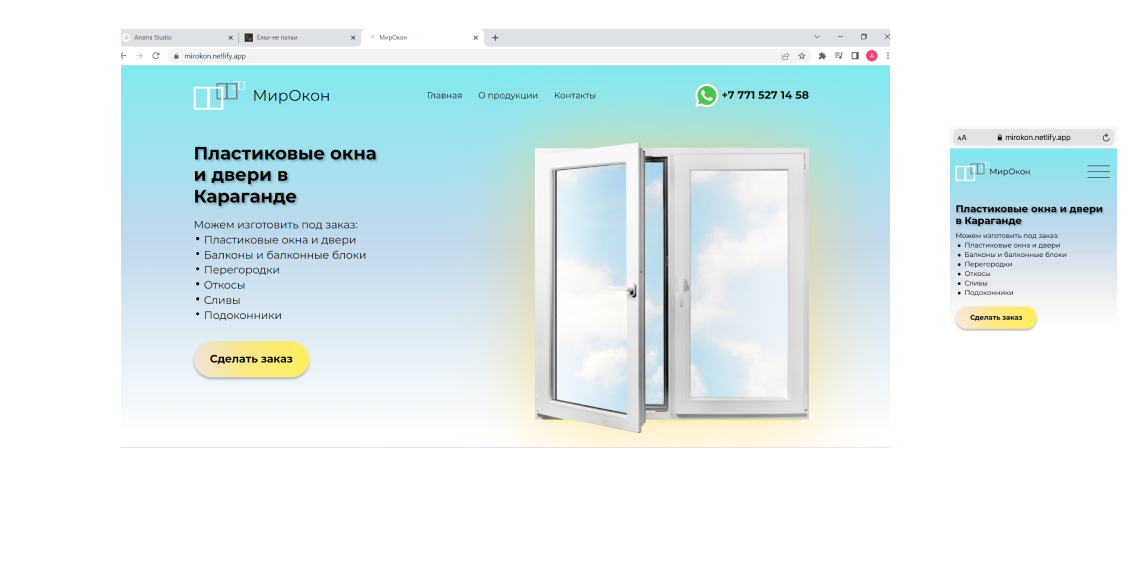 Aroma Studio
Ёлки-не палки
МирОкон
mirokon.netlify.app
A
МирОкон
Главная
О продукции
Контакты
+7 771 527 14 58
Пластиковые окна
и двери в
Караганде
Можем изготовить под заказ:
• Пластиковые окна и двери
• Балконы и балконные блоки
• Перегородки
• Откосы
• Сливы
• Подоконники
Сделать заказ
AA
mirokon.netlify.app
МирОкон
Пластиковые окна и двери
в Караганде
Можем изготовить под заказ:
• Пластиковые окна и двери
• Балконы и балконные блоки
• Перегородки
• Откосы
• Сливы
• Подоконники
Сделать заказ